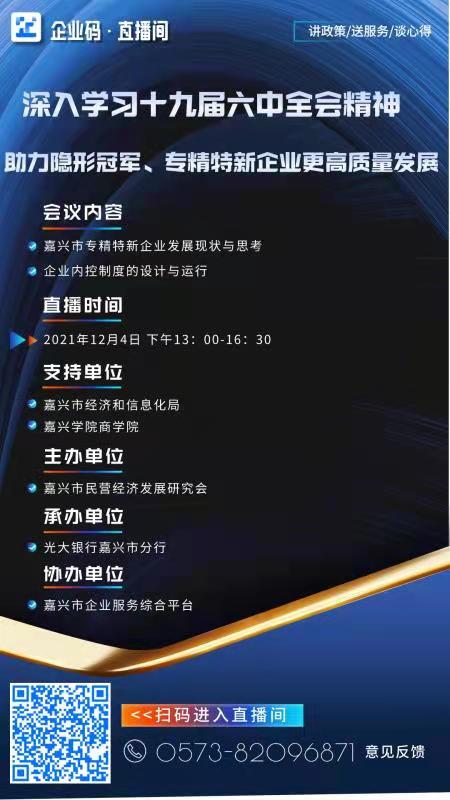 企业码·直播间
讲政策/送服务/谈心得
深入学习十九届六中全会精神
助力隐形冠军、专精特新企业更高质量发展
会议内容
嘉兴市专精特新企业发展现状与思考
企业内控制度的设计与运行
直播时间
2021年12月4日 下午13：00-16：30
支持单位
嘉兴市经济和信息化局
嘉兴学院商学院
主办单位
嘉兴市民营经济发展研究会
承办单位
光大银行嘉兴市分行
协办单位
嘉兴市企业服务综合平台
<<扫码进入直播间
0573-82096871 意见反馈